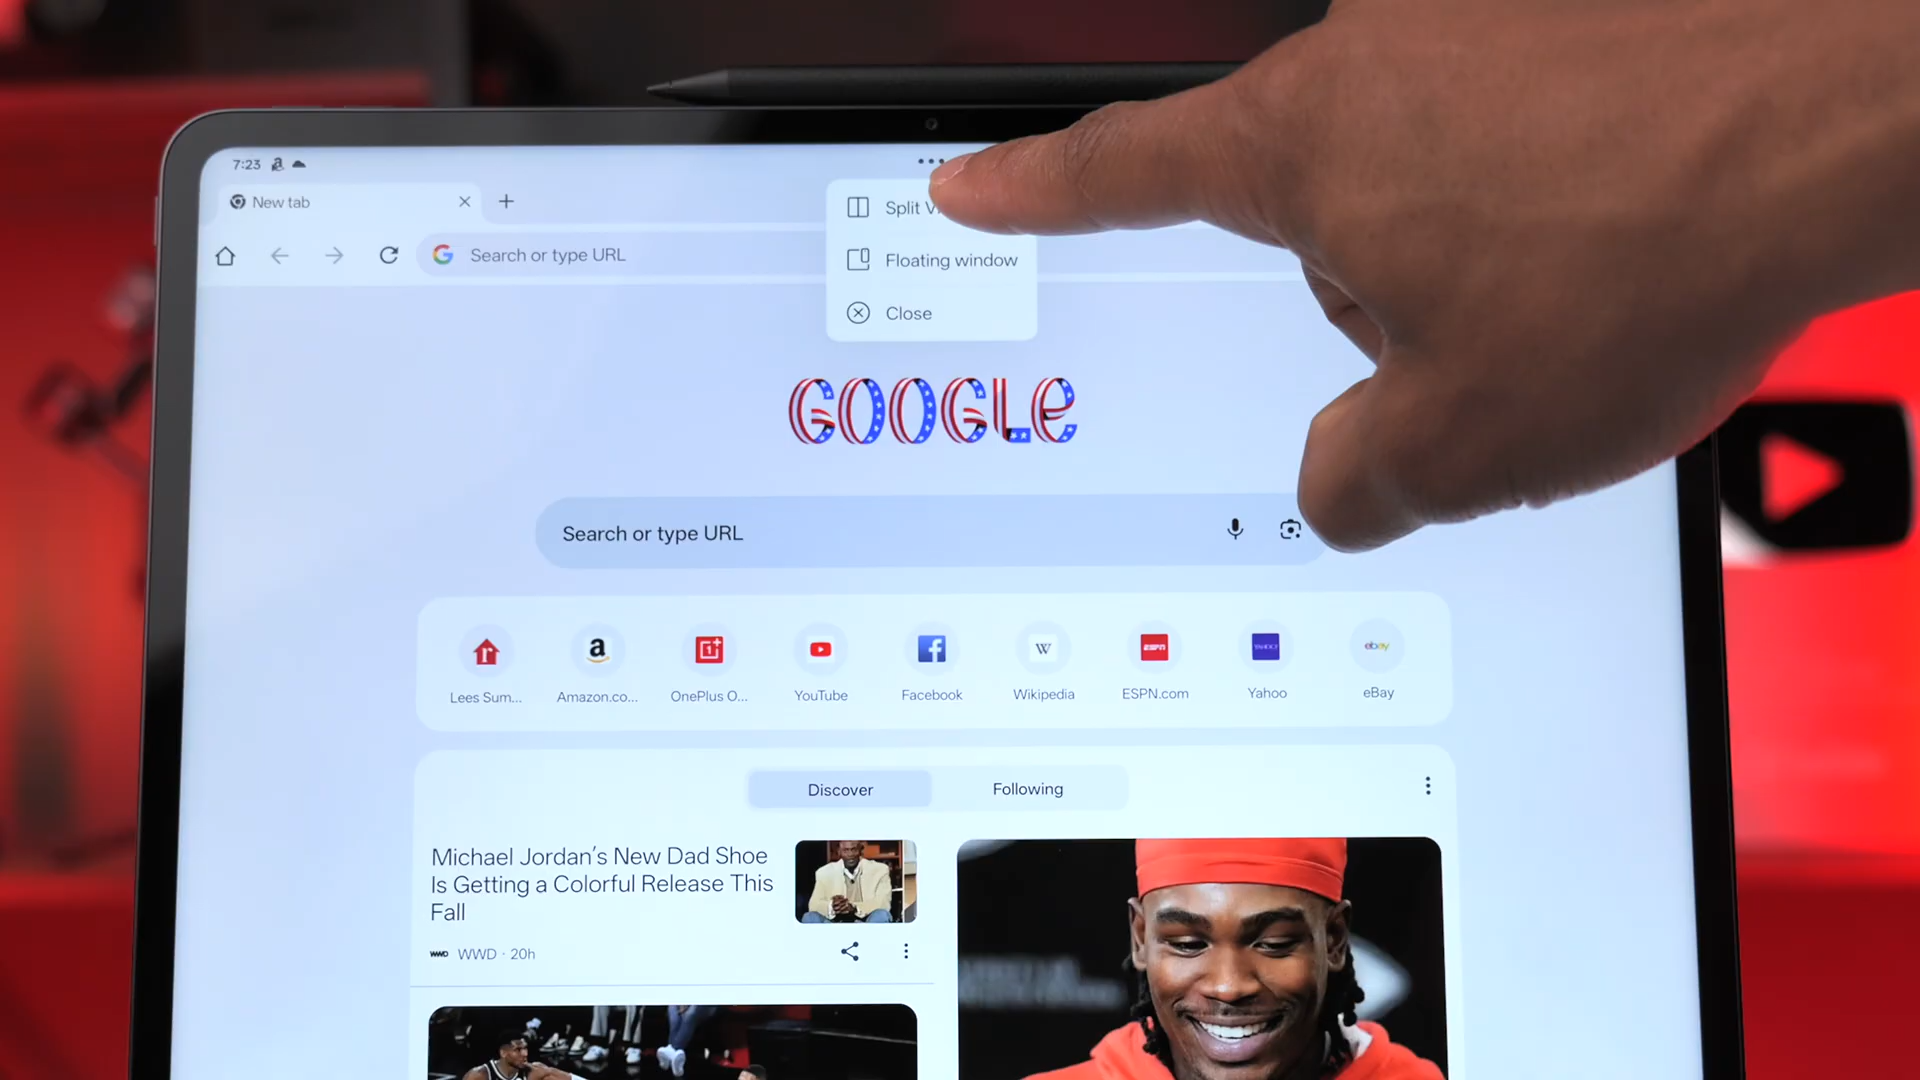 7:23
New tab
Search or type URL
Split V
Floating window
Close
GOOGLE
Search or type URL
Lees Sum...
Amazon.co...
OnePlus O...
YouTube
Facebook
Wikipedia
ESPN.com
Yahoo
eBay
Discover
Following
Michael Jordan's New Dad Shoe
Is Getting a Colorful Release This
Fall
WWD · 20h